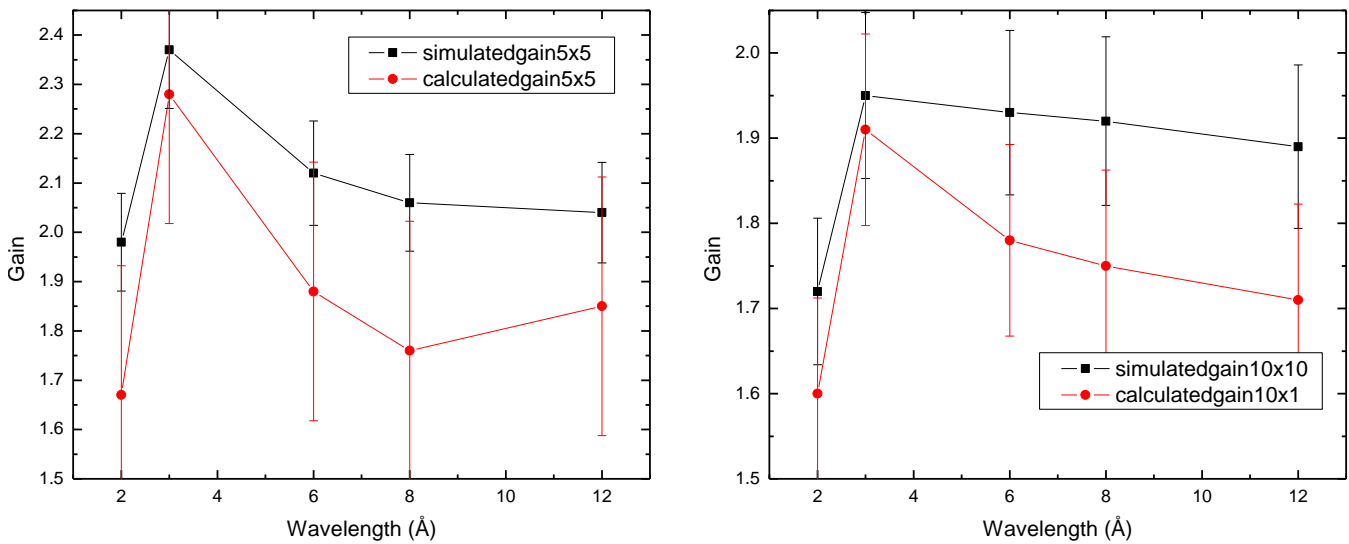 2.4
2.3
2.2
2.1
2.0
1.9
1.8
1.7
1.6
1.5
Gain
simulatedgain5x5
calculatedgain5x5
2 4 6 8 10 12
Wavelength (Å)
2.0
1.9
1.8
1.7
1.6
1.5
Gain
simulatedgain10x10
calculatedgain10x1
2 4 6 8 10 12
Wavelength (Å)